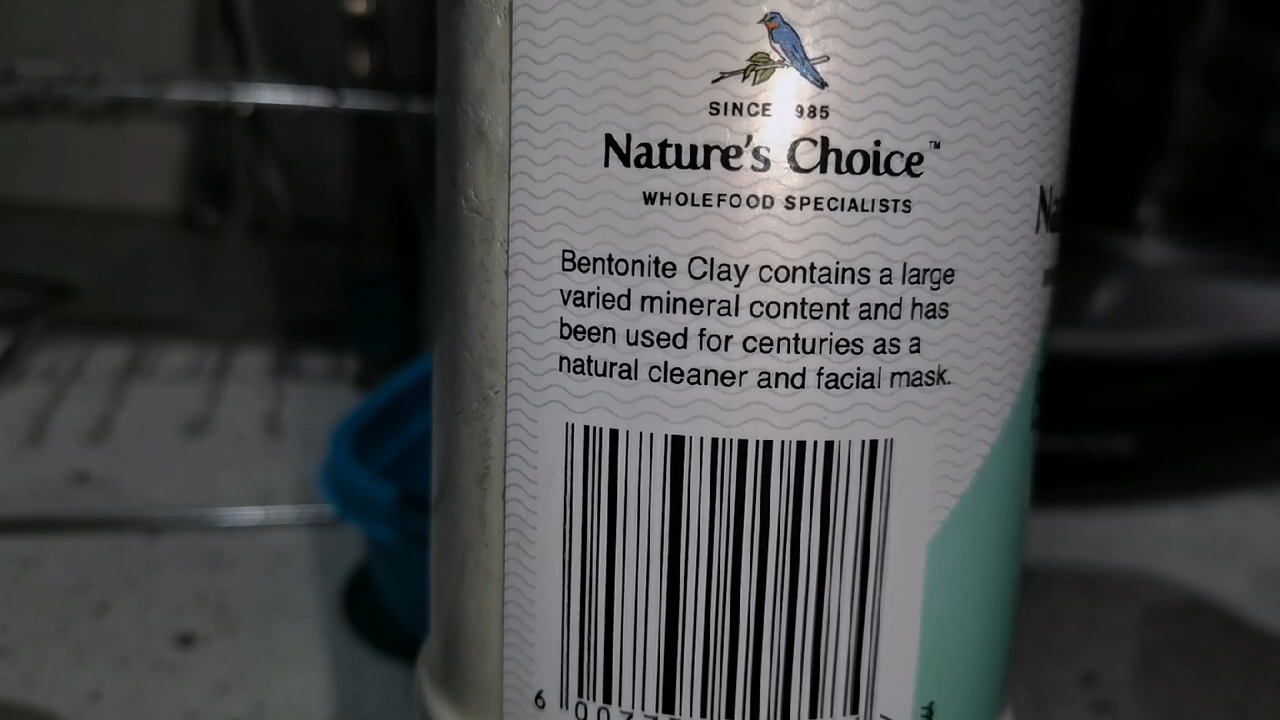 SINCE 985
Nature's Choice™
WHOLEFOOD SPECIALISTS
Bentonite Clay contains a large
varied mineral content and has
been used for centuries as a
natural cleaner and facial mask.
6